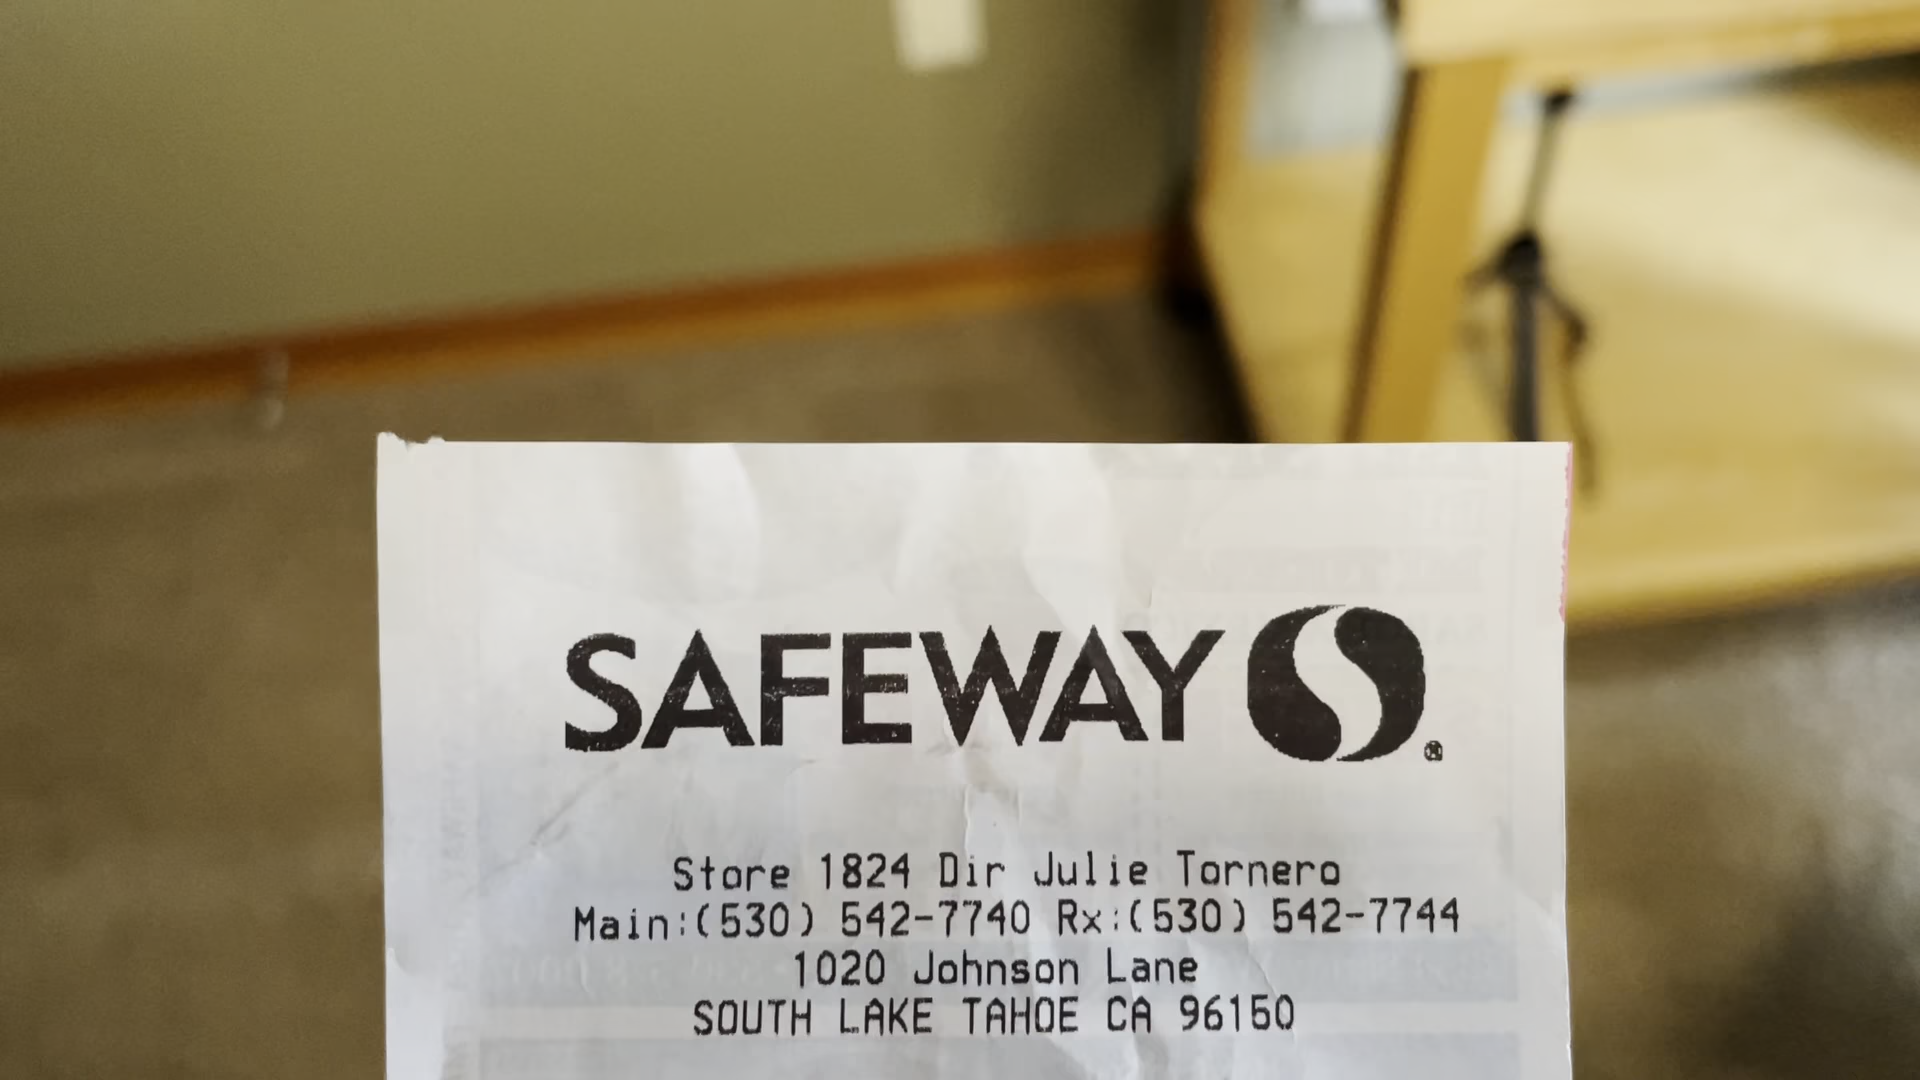 SAFEWAY ®
Store 1824 Dir Julie Tornero
Main:(530) 542-7740 Rx:(530) 542-7744
1020 Johnson Lane
SOUTH LAKE TAHOE CA 96150